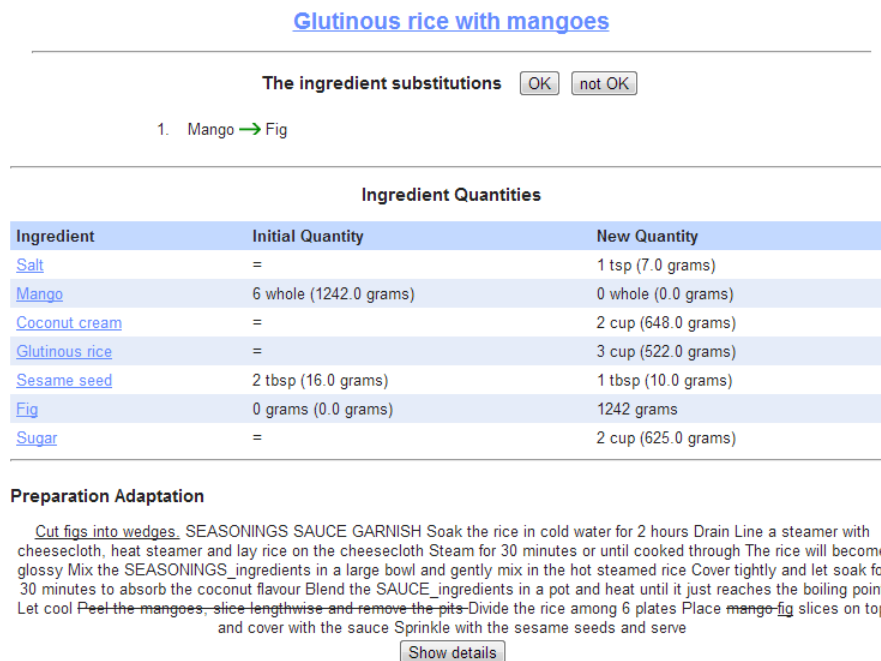 Glutinous rice with mangoes
The ingredient substitutions OK not OK
1. Mango → Fig
Ingredient Quantities
Ingredient Initial Quantity New Quantity
Salt = 1 tsp (7.0 grams)
Mango 6 whole (1242.0 grams) 0 whole (0.0 grams)
Coconut cream = 2 cup (648.0 grams)
Glutinous rice = 3 cup (522.0 grams)
Sesame seed 2 tbsp (16.0 grams) 1 tbsp (10.0 grams)
Fig 0 grams (0.0 grams) 1242 grams
Sugar = 2 cup (625.0 grams)
Preparation Adaptation
Cut figs into wedges. SEASONINGS SAUCE GARNISH Soak the rice in cold water for 2 hours Drain Line a steamer with
cheesecloth, heat steamer and lay rice on the cheesecloth Steam for 30 minutes or until cooked through The rice will become
glossy Mix the SEASONINGS_ingredients in a large bowl and gently mix in the hot steamed rice Cover tightly and let soak fo
30 minutes to absorb the coconut flavour Blend the SAUCE_ingredients in a pot and heat until it just reaches the boiling poin
Let cool Peel the mangoes, slice lengthwise and remove the pits Divide the rice among 6 plates Place mango fig slices on top
and cover with the sauce Sprinkle with the sesame seeds and serve
Show details